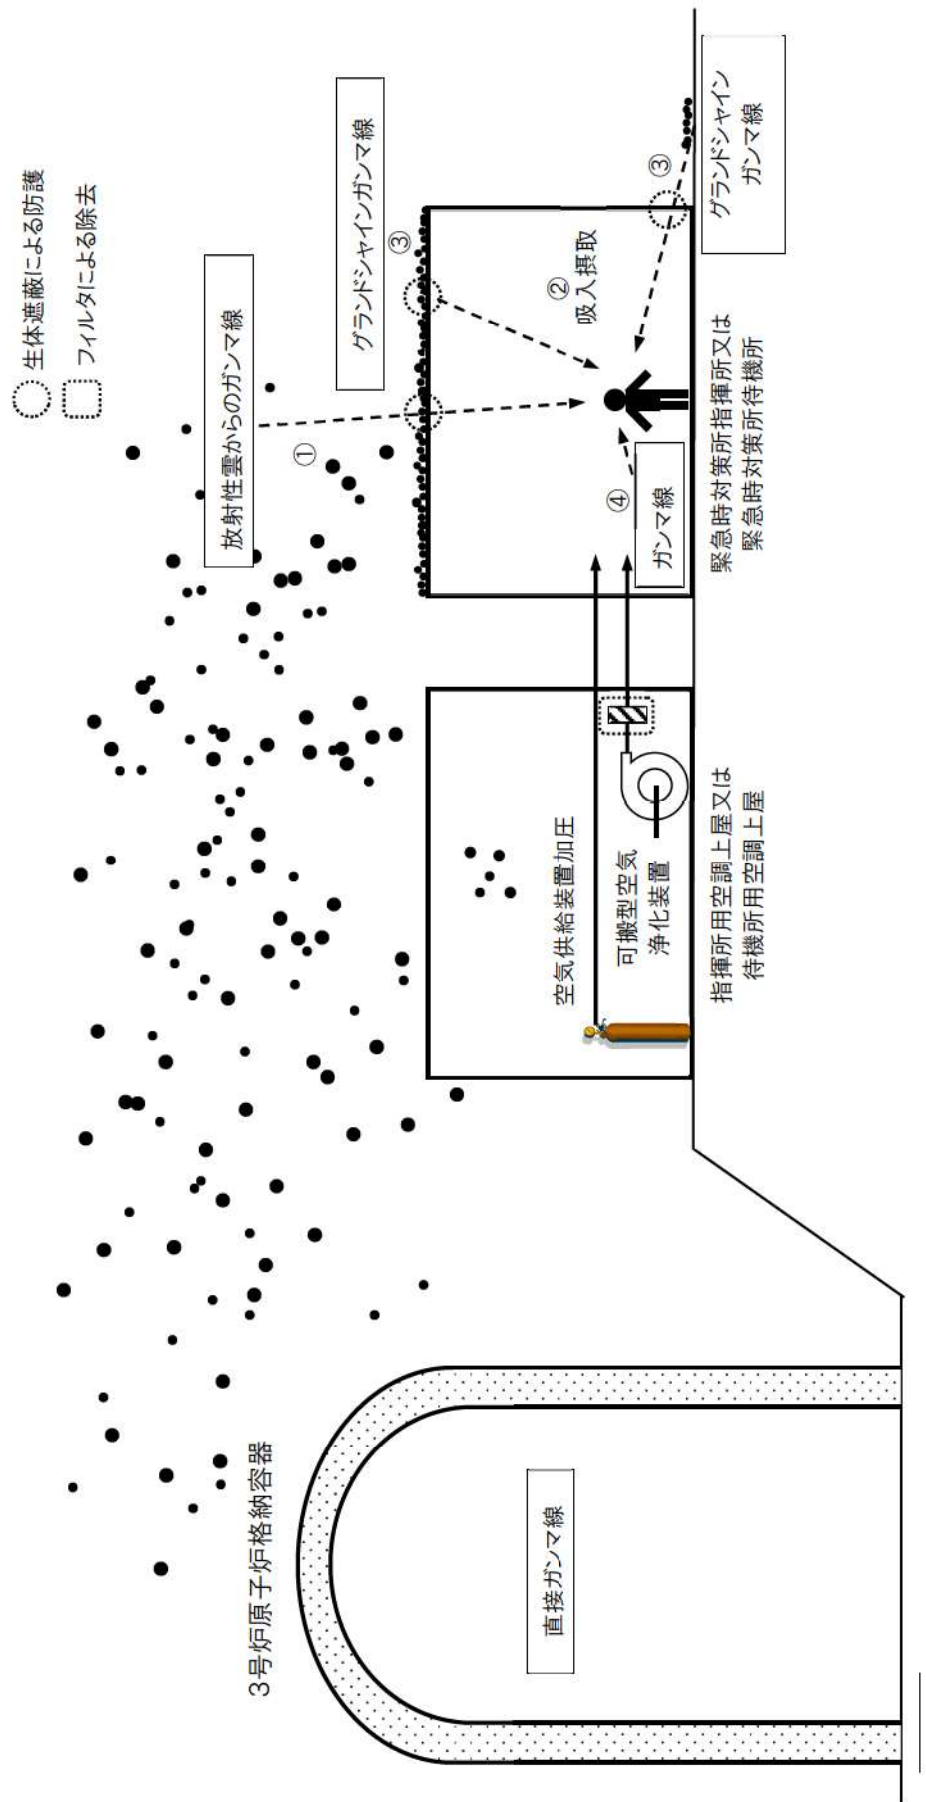 生体遮蔽による防護
フィルタによる除去
放射性雲からのガンマ線
①
グランドシャインガンマ線
③
②
吸入摂取
③
グランドシャイン
ガンマ線
④
ガンマ線
緊急時対策所指揮所又は
緊急時対策所待機所
空気供給装置加圧
可搬型空気
浄化装置
指揮所用空調上屋又は
待機所用空調上屋
3号炉原子炉格納容器
直接ガンマ線